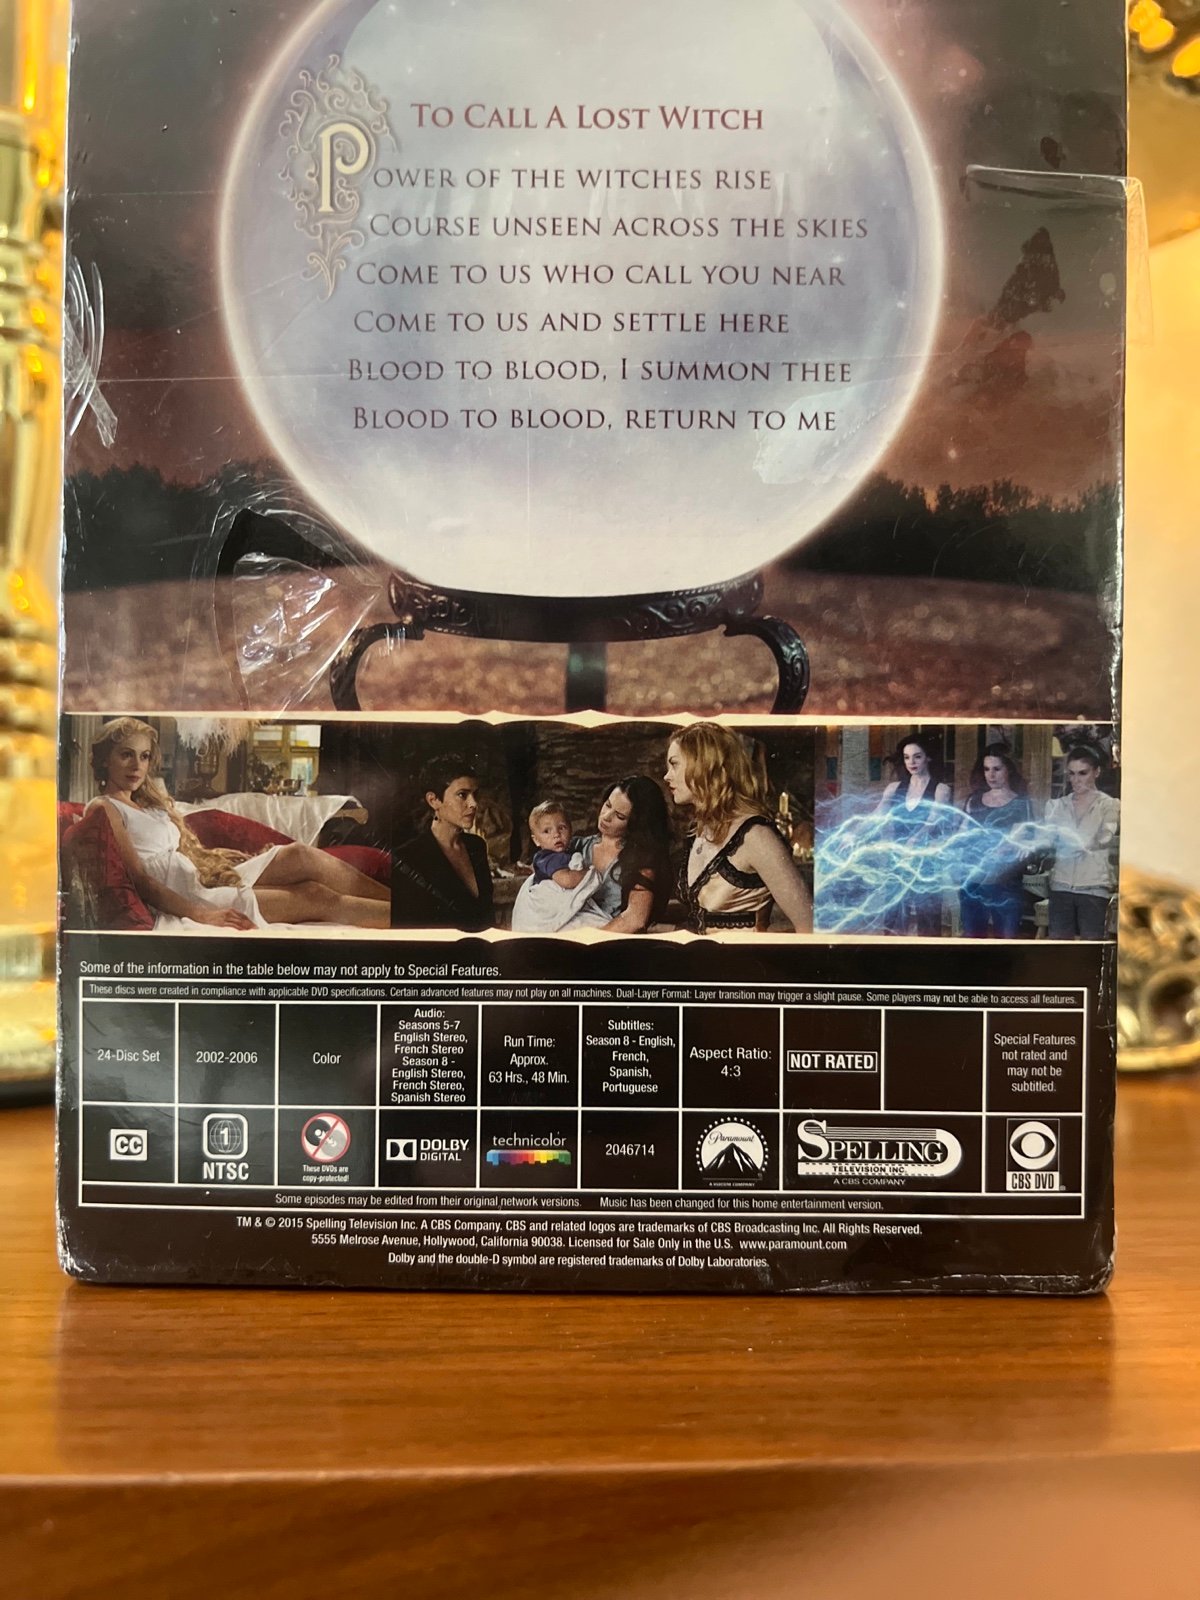 TO CALL A LOST WITCH
POWER OF THE WITCHES RISE
COURSE UNSEEN ACROSS THE SKIES
COME TO US WHO CALL YOU NEAR
COME TO US AND SETTLE HERE
BLOOD TO BLOOD, I SUMMON THEE
BLOOD TO BLOOD, RETURN TO ME
Some of the information in the table below may not apply to Special Features.
These discs were created in compliance with applicable DVD specifications. Certain advanced features may not play on all machines. Dual-Layer Format: Layer transition may trigger a slight pause. Some players may not be able to access all features.
24-Disc Set
2002-2006
Color
Audio:
Seasons 5-7
English Stereo,
French Stereo
Season 8 -
English Stereo,
French Stereo,
Spanish Stereo
Run Time:
Approx.
63 Hrs., 48 Min.
Subtitles:
Season 8 - English,
French,
Spanish,
Portuguese
Aspect Ratio:
4:3
NOT RATED
Special Features
not rated and
may not be
subtitled.
CC
1
NTSC
These DVDs are
copy-protected!
DOLBY
DIGITAL
technicolor
2046714
Paramount
A VIACOM COMPANY
SPELLING
TELEVISION INC.
A CBS COMPANY
CBS DVD
Some episodes may be edited from their original network versions. Music has been changed for this home entertainment version.
TM & © 2015 Spelling Television Inc. A CBS Company. CBS and related logos are trademarks of CBS Broadcasting Inc. All Rights Reserved.
5555 Melrose Avenue, Hollywood, California 90038. Licensed for Sale Only in the U.S. www.paramount.com
Dolby and the double-D symbol are registered trademarks of Dolby Laboratories.